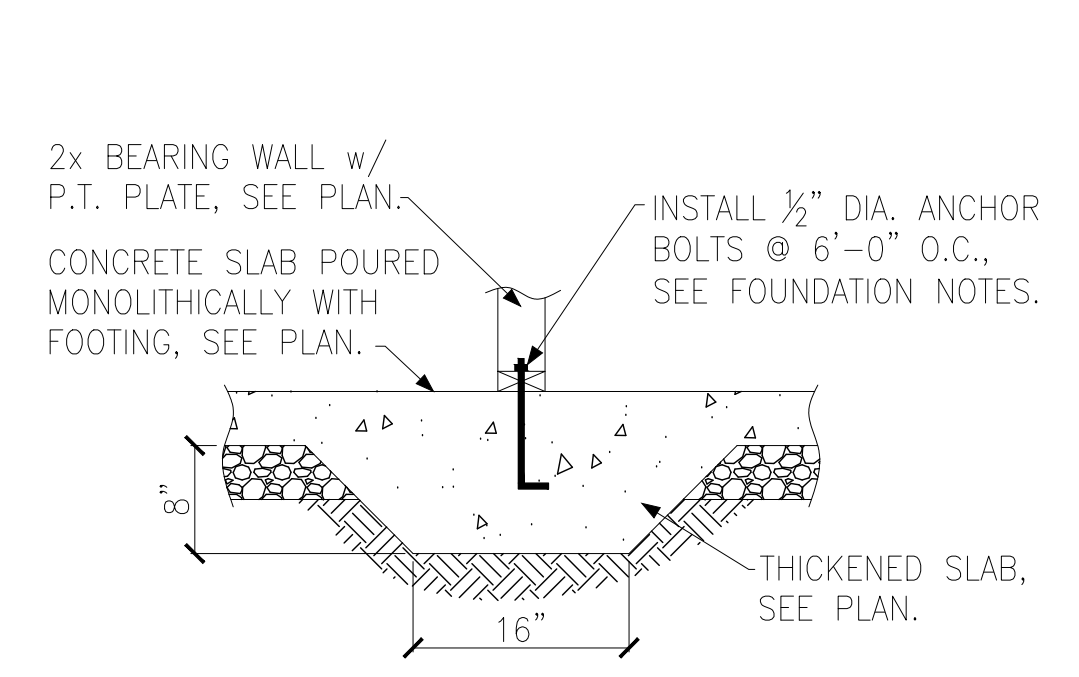 2x BEARING WALL w/
P.T. PLATE, SEE PLAN.
CONCRETE SLAB POURED
MONOLITHICALLY WITH
FOOTING, SEE PLAN.
INSTALL ½" DIA. ANCHOR
BOLTS @ 6'-0" O.C.,
SEE FOUNDATION NOTES.
8"
THICKENED SLAB,
SEE PLAN.
16"